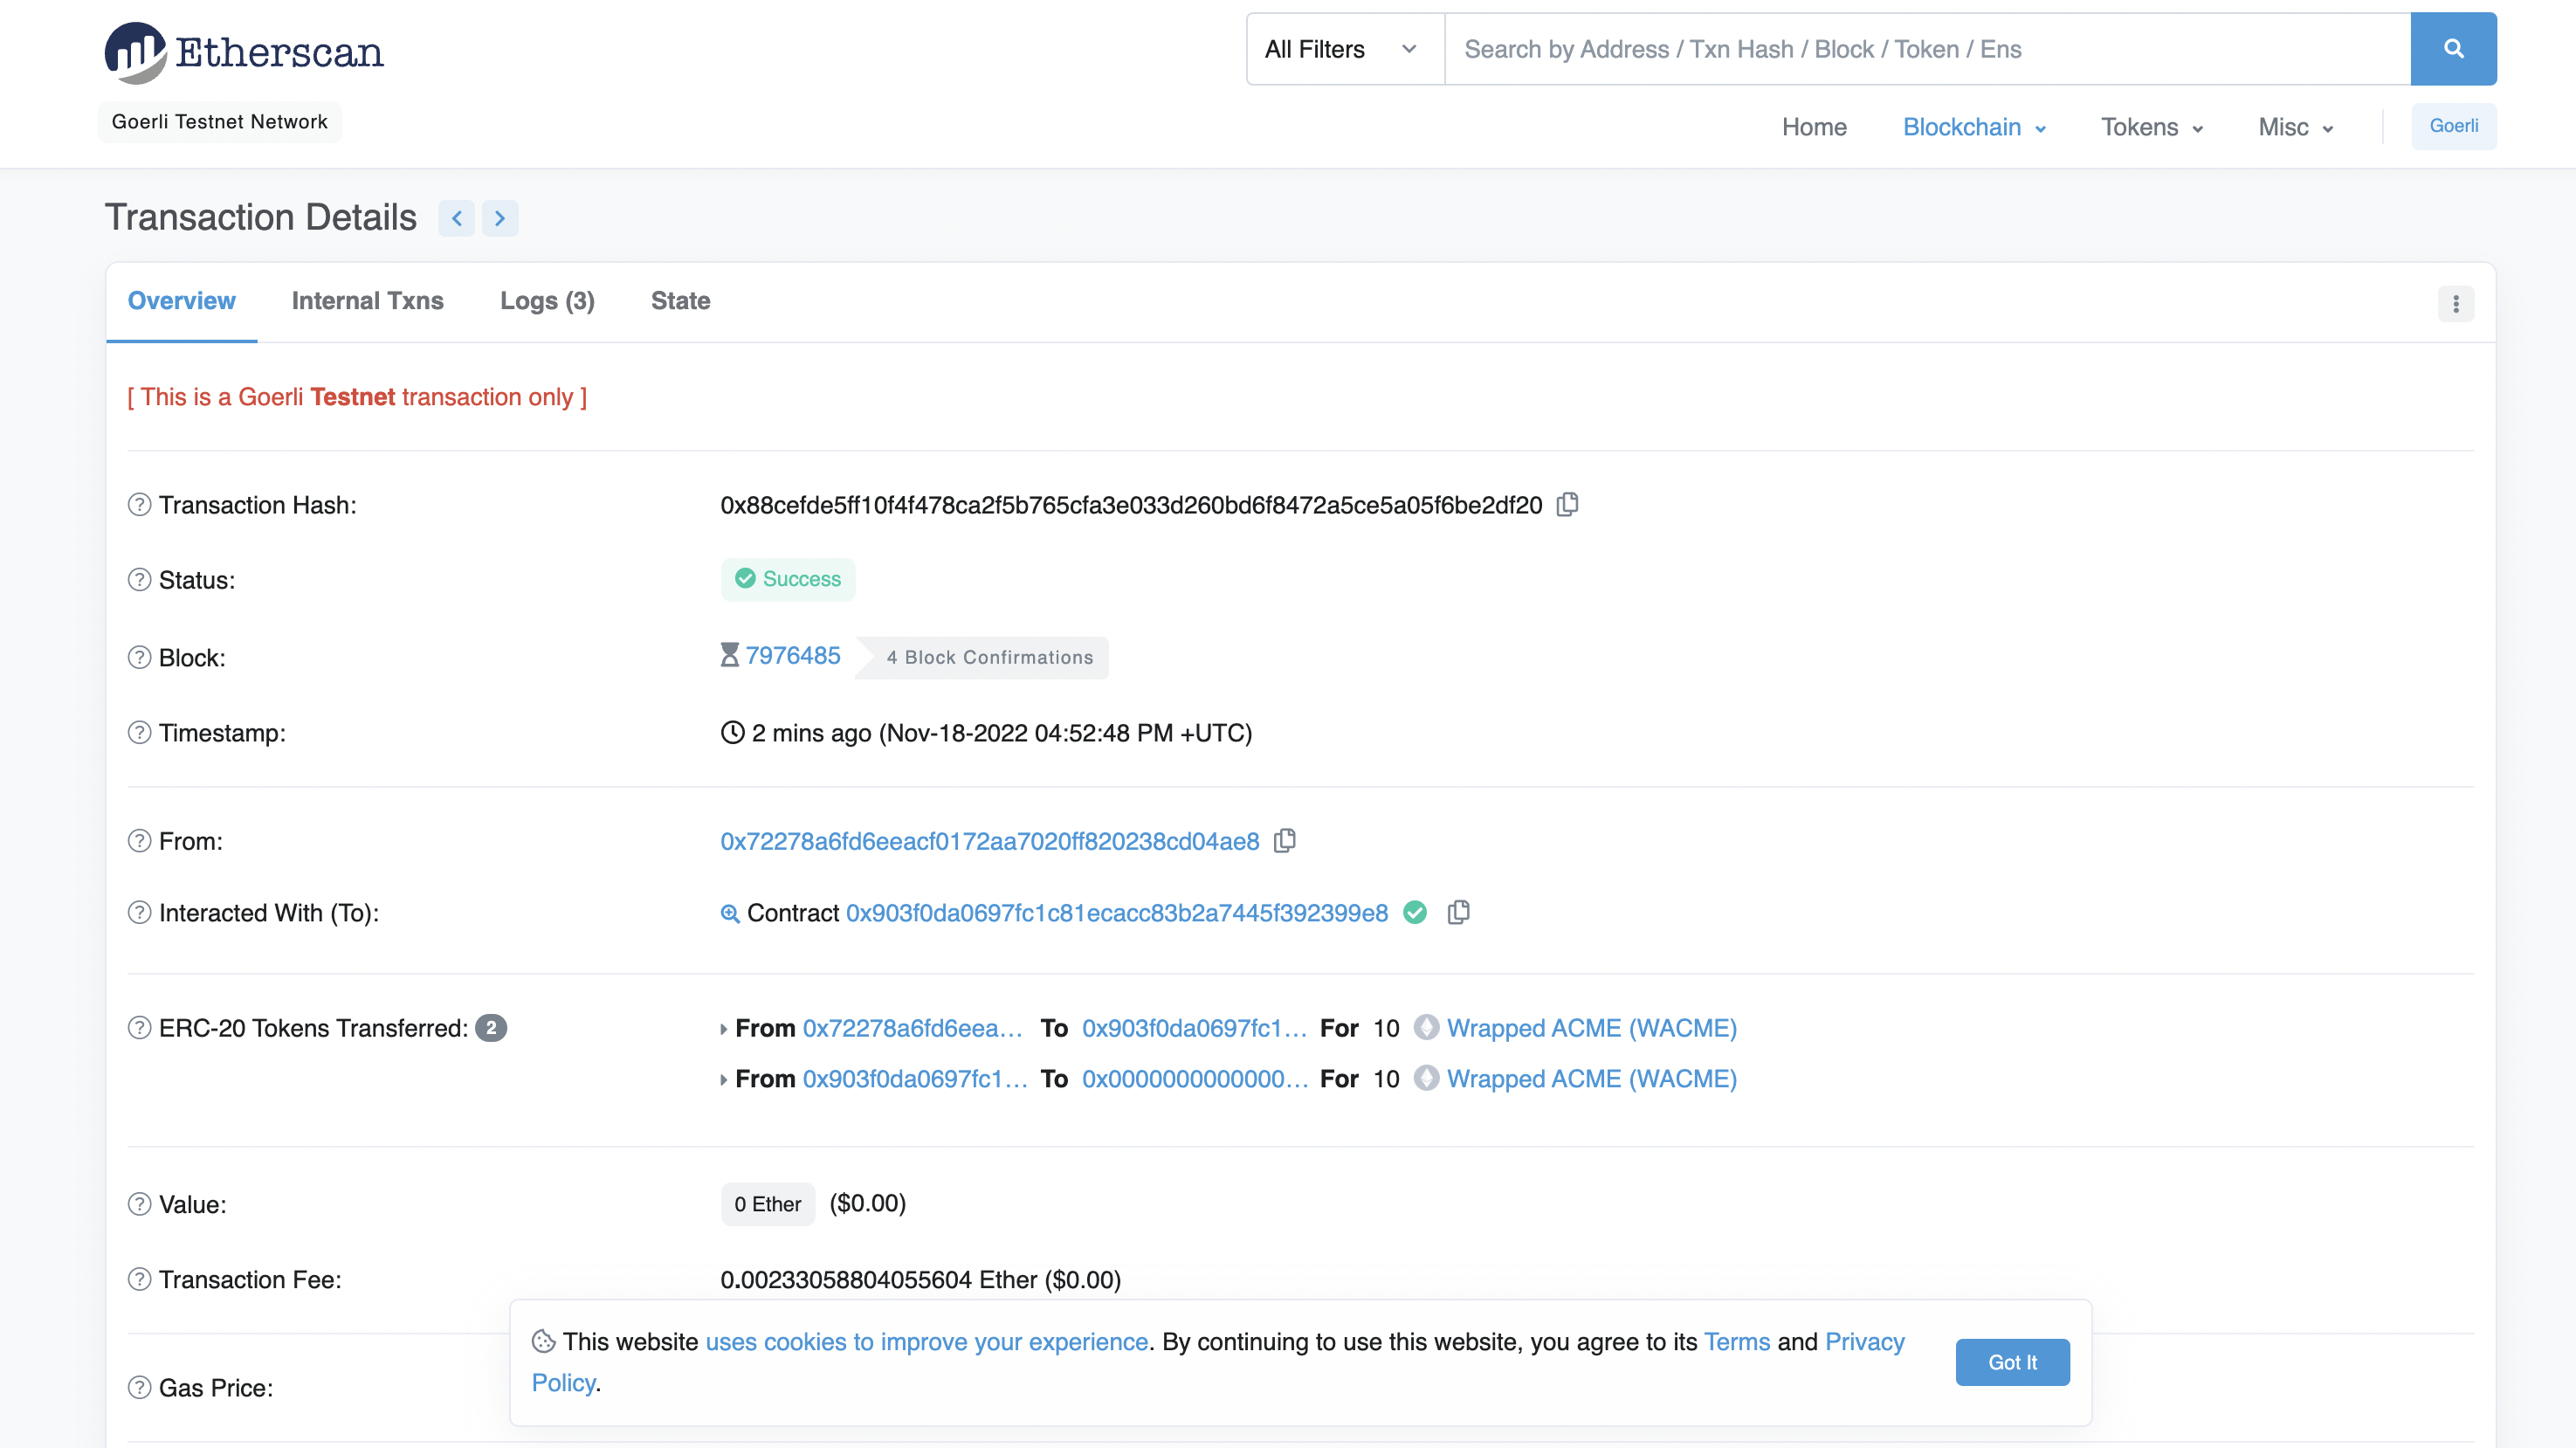 Etherscan
All Filters
Search by Address / Txn Hash / Block / Token / Ens
Goerli Testnet Network
Home Blockchain Tokens Misc Goerli
Transaction Details
Overview Internal Txns Logs (3) State
[ This is a Goerli Testnet transaction only ]
Transaction Hash: 0x88cefde5ff10f4f478ca2f5b765cfa3e033d260bd6f8472a5ce5a05f6be2df20
Status: Success
Block: 7976485 4 Block Confirmations
Timestamp: 2 mins ago (Nov-18-2022 04:52:48 PM +UTC)
From: 0x72278a6fd6eeacf0172aa7020ff820238cd04ae8
Interacted With (To): Contract 0x903f0da0697fc1c81ecacc83b2a7445f392399e8
ERC-20 Tokens Transferred: 2 From 0x72278a6fd6eea... To 0x903f0da0697fc1... For 10 Wrapped ACME (WACME)
From 0x903f0da0697fc1... To 0x0000000000000... For 10 Wrapped ACME (WACME)
Value: 0 Ether ($0.00)
Transaction Fee: 0.00233058804055604 Ether ($0.00)
This website uses cookies to improve your experience. By continuing to use this website, you agree to its Terms and Privacy
Policy.
Got It
Gas Price: